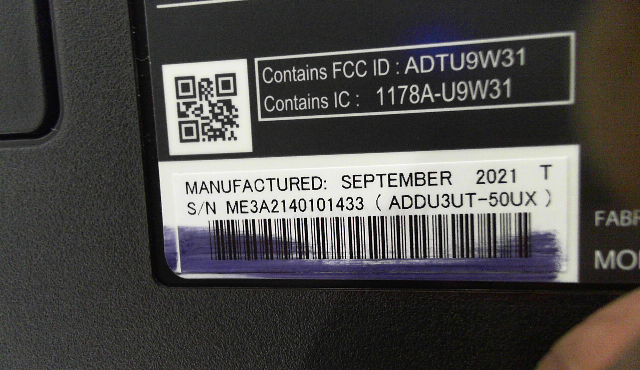 Contains FCC ID : ADTU9W31
Contains IC : 1178A-U9W31
MANUFACTURED: SEPTEMBER 2021 T
S/N ME3A2140101433 ( ADDU3UT-50UX )
FABR
MO